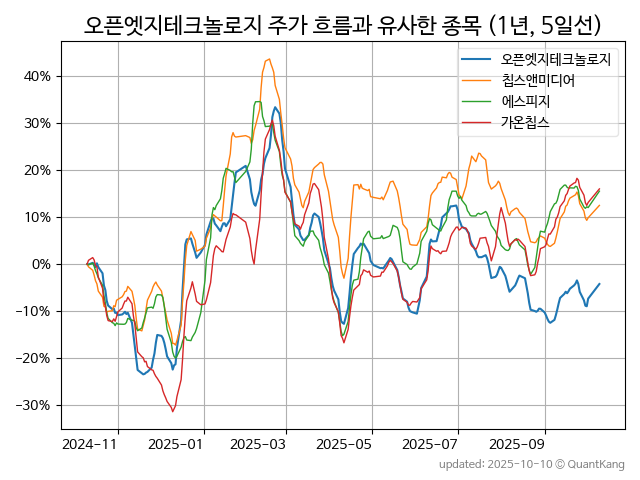 오픈엣지테크놀로지 주가 흐름과 유사한 종목 (1년, 5일선)
오픈엣지테크놀로지
칩스앤미디어
에스피지
가온칩스
40%
30%
20%
10%
0%
−10%
−20%
−30%
2024-11 2025-01 2025-03 2025-05 2025-07 2025-09
updated: 2025-10-10 © QuantKang